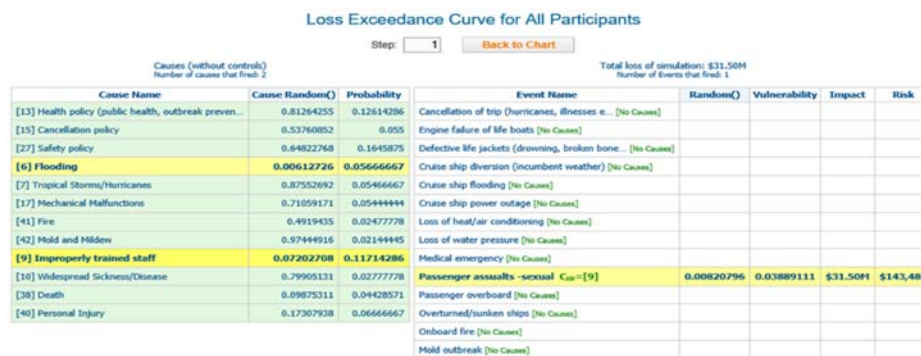 Loss Exceedance Curve for All Participants
Step: 1 Back to Chart
Causes (without controls)
Number of causes that fired: 2
Cause Name Cause Random() Probability
[13] Health policy (public health, outbreak preven... 0.81264255 0.12614286
[15] Cancellation policy 0.53760852 0.055
[27] Safety policy 0.64822768 0.1645875
[6] Flooding 0.00612726 0.05666667
[7] Tropical Storms/Hurricanes 0.87552692 0.05466667
[17] Mechanical Malfunctions 0.71059171 0.05444444
[41] Fire 0.4919435 0.02477778
[42] Mold and Mildew 0.97444916 0.02144445
[9] Improperly trained staff 0.07202708 0.11714286
[10] Widespread Sickness/Disease 0.79905131 0.02777778
[38] Death 0.09875311 0.04428571
[40] Personal Injury 0.17307938 0.06666667
Total loss of simulation: $31.50M
Number of Events that fired: 1
Event Name Random() Vulnerability Impact Risk
Cancellation of trip (hurricanes, illnesses e... [No Causes]
Engine failure of life boats [No Causes]
Defective life jackets (drowning, broken bone... [No Causes]
Cruise ship diversion (incumbent weather) [No Causes]
Cruise ship flooding [No Causes]
Cruise ship power outage [No Causes]
Loss of heat/air conditioning [No Causes]
Loss of water pressure [No Causes]
Medical emergency [No Causes]
Passenger assualts -sexual =[9] 0.00820796 0.03889111 $31.50M $143,48
Passenger overboard [No Causes]
Overturned/sunken ships [No Causes]
Onboard fire [No Causes]
Mold outbreak [No Causes]